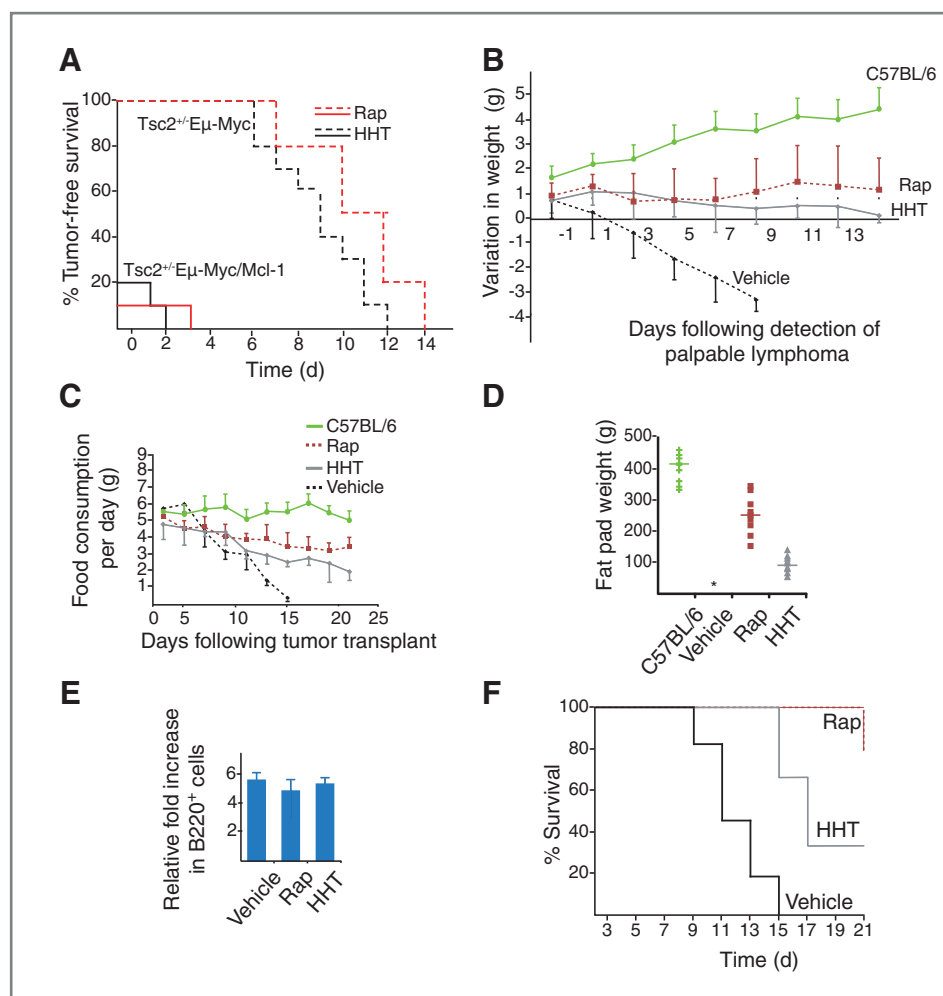 A
% Tumor-free survival
100
80
60
40
20
Tsc2+/-Eμ-Myc
Rap
HHT
Tsc2+/-Eμ-Myc/Mcl-1
0 2 4 6 8 10 12 14
Time (d)
B
Variation in weight (g)
6
5
4
3
2
1
0
-1
-2
-3
-4
C57BL/6
Rap
HHT
Vehicle
-1 1 3 5 7 9 11 13
Days following detection of
palpable lymphoma
C
Food consumption
per day (g)
9
8
7
6
5
4
3
2
1
C57BL/6
Rap
HHT
Vehicle
0 5 10 15 20 25
Days following tumor transplant
D
Fat pad weight (g)
500
400
300
200
100
*
C57BL/6
Vehicle
Rap
HHT
E
Relative fold increase
in B220+ cells
6
4
2
Vehicle
Rap
HHT
F
% Survival
100
80
60
40
20
Rap
HHT
Vehicle
3 5 7 9 11 13 15 17 19 21
Time (d)